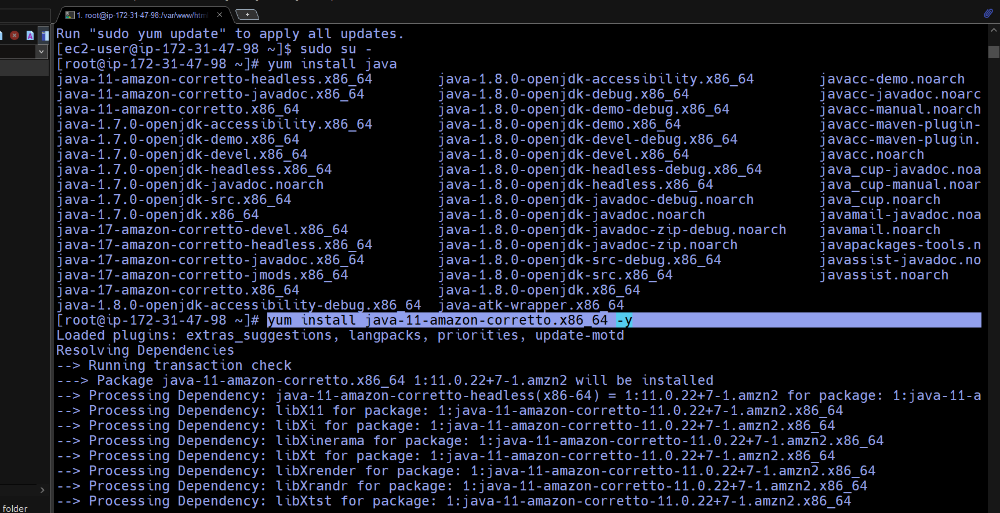 1. root@ip-172-31-47-98:/var/www/html
Run "sudo yum update" to apply all updates.
[ec2-user@ip-172-31-47-98 ~]$ sudo su -
[root@ip-172-31-47-98 ~]# yum install java
java-11-amazon-corretto-headless.x86_64 java-1.8.0-openjdk-accessibility.x86_64 javacc-demo.noarch
java-11-amazon-corretto-javadoc.x86_64 java-1.8.0-openjdk-debug.x86_64 javacc-javadoc.noarc
java-11-amazon-corretto.x86_64 java-1.8.0-openjdk-demo-debug.x86_64 javacc-manual.noarch
java-1.7.0-openjdk-accessibility.x86_64 java-1.8.0-openjdk-demo.x86_64 javacc-maven-plugin-
java-1.7.0-openjdk-demo.x86_64 java-1.8.0-openjdk-devel-debug.x86_64 javacc-maven-plugin.
java-1.7.0-openjdk-devel.x86_64 java-1.8.0-openjdk-devel.x86_64 javacc.noarch
java-1.7.0-openjdk-headless.x86_64 java-1.8.0-openjdk-headless-debug.x86_64 java_cup-javadoc.noa
java-1.7.0-openjdk-javadoc.noarch java-1.8.0-openjdk-headless.x86_64 java_cup-manual.noar
java-1.7.0-openjdk-src.x86_64 java-1.8.0-openjdk-javadoc-debug.noarch java_cup.noarch
java-1.7.0-openjdk.x86_64 java-1.8.0-openjdk-javadoc.noarch javamail-javadoc.noa
java-17-amazon-corretto-devel.x86_64 java-1.8.0-openjdk-javadoc-zip-debug.noarch javamail.noarch
java-17-amazon-corretto-headless.x86_64 java-1.8.0-openjdk-javadoc-zip.noarch javapackages-tools.n
java-17-amazon-corretto-javadoc.x86_64 java-1.8.0-openjdk-src-debug.x86_64 javassist-javadoc.no
java-17-amazon-corretto-jmods.x86_64 java-1.8.0-openjdk-src.x86_64 javassist.noarch
java-17-amazon-corretto.x86_64 java-1.8.0-openjdk.x86_64
java-1.8.0-openjdk-accessibility-debug.x86_64 java-atk-wrapper.x86_64
[root@ip-172-31-47-98 ~]# yum install java-11-amazon-corretto.x86_64 -y
Loaded plugins: extras_suggestions, langpacks, priorities, update-motd
Resolving Dependencies
--> Running transaction check
---> Package java-11-amazon-corretto.x86_64 1:11.0.22+7-1.amzn2 will be installed
--> Processing Dependency: java-11-amazon-corretto-headless(x86-64) = 1:11.0.22+7-1.amzn2 for package: 1:java-11-a
--> Processing Dependency: libX11 for package: 1:java-11-amazon-corretto-11.0.22+7-1.amzn2.x86_64
--> Processing Dependency: libXi for package: 1:java-11-amazon-corretto-11.0.22+7-1.amzn2.x86_64
--> Processing Dependency: libXinerama for package: 1:java-11-amazon-corretto-11.0.22+7-1.amzn2.x86_64
--> Processing Dependency: libXt for package: 1:java-11-amazon-corretto-11.0.22+7-1.amzn2.x86_64
--> Processing Dependency: libXrender for package: 1:java-11-amazon-corretto-11.0.22+7-1.amzn2.x86_64
--> Processing Dependency: libXrandr for package: 1:java-11-amazon-corretto-11.0.22+7-1.amzn2.x86_64
--> Processing Dependency: libXtst for package: 1:java-11-amazon-corretto-11.0.22+7-1.amzn2.x86_64
folder